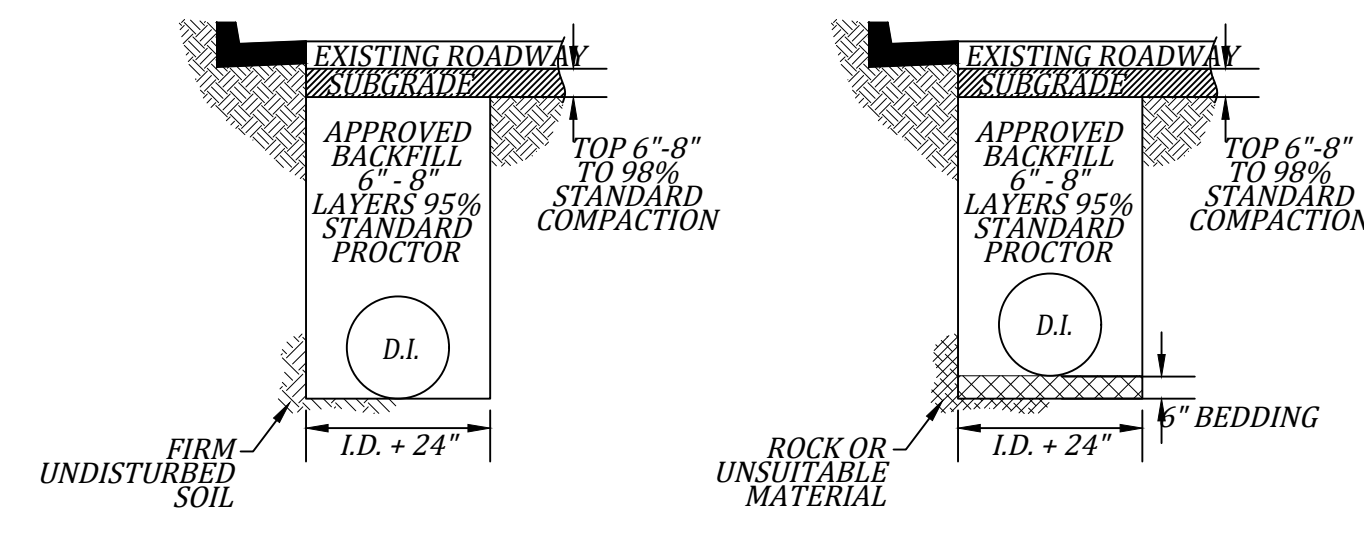 EXISTING ROADWAY
SUBGRADE
APPROVED
BACKFILL
6" - 8"
LAYERS 95%
STANDARD
PROCTOR
TOP 6"-8"
TO 98%
STANDARD
COMPACTION
D.I.
I.D. + 24"
FIRM
UNDISTURBED
SOIL
EXISTING ROADWAY
SUBGRADE
APPROVED
BACKFILL
6" - 8"
LAYERS 95%
STANDARD
PROCTOR
TOP 6"-8"
TO 98%
STANDARD
COMPACTION
D.I.
6" BEDDING
I.D. + 24"
ROCK OR
UNSUITABLE
MATERIAL